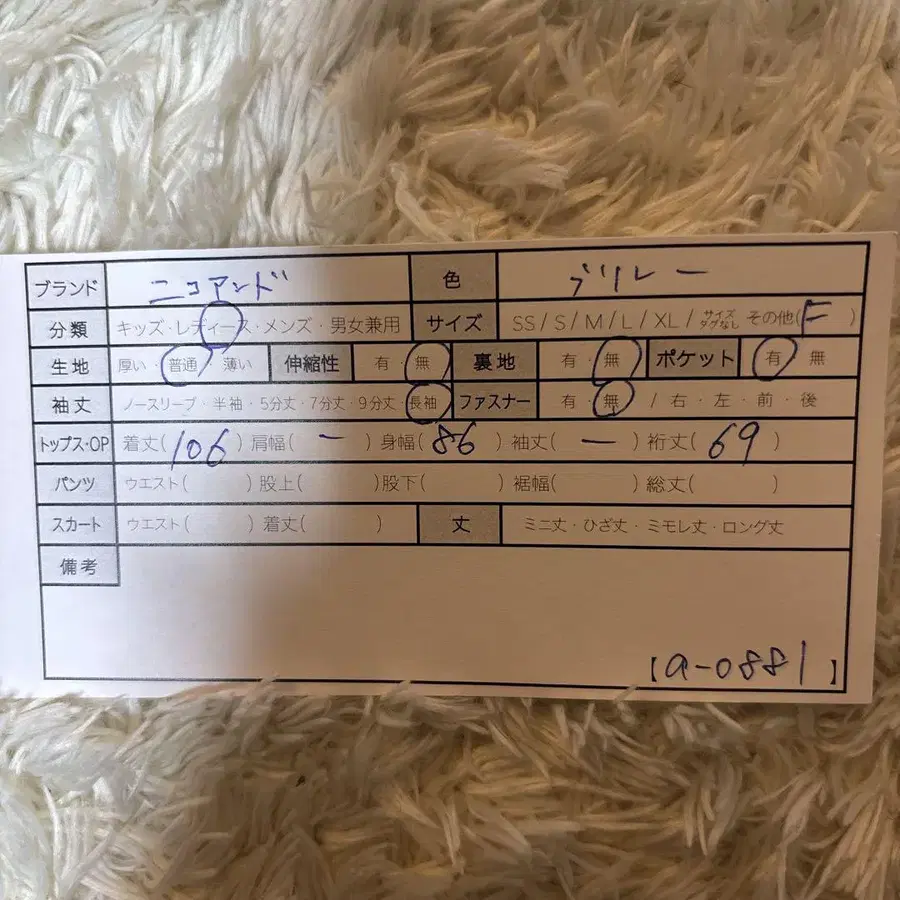 ブランド ニコアンド 色 グレー
分類 キッズ・レディース・メンズ・男女兼用 サイズ SS / S / M / L / XL / サイズタグなし その他( F )
生地 厚い・普通・薄い 伸縮性 有・無 裏地 有・無 ポケット 有・無
袖丈 ノースリーブ・半袖・5分丈・7分丈・9分丈・長袖 ファスナー 有・無 / 右・左・前・後
トップス・OP 着丈( 106 ) 肩幅( ー ) 身幅( 86 ) 袖丈( ー ) 裄丈( 69 )
パンツ ウエスト( ) 股上( ) 股下( ) 裾幅( ) 総丈( )
スカート ウエスト( ) 着丈( ) 丈 ミニ丈・ひざ丈・ミモレ丈・ロング丈
備考
【a-0881】